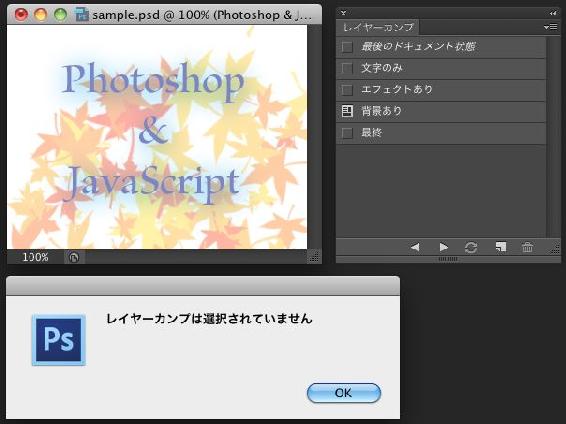 sample.psd @ 100% (Photoshop & J...
Photoshop
&
JavaScript
100%
レイヤーカンプ
最後のドキュメント状態
文字のみ
エフェクトあり
背景あり
最終
Ps
レイヤーカンプは選択されていません
OK